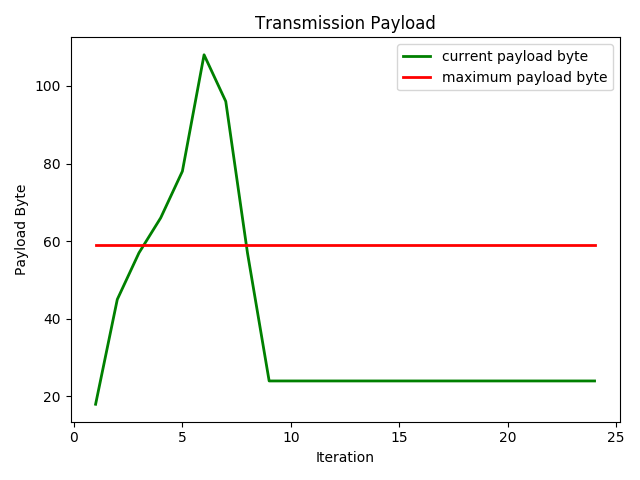 Transmission Payload
current payload byte
maximum payload byte
Payload Byte
100
80
60
40
20
0
5
10
15
20
25
Iteration